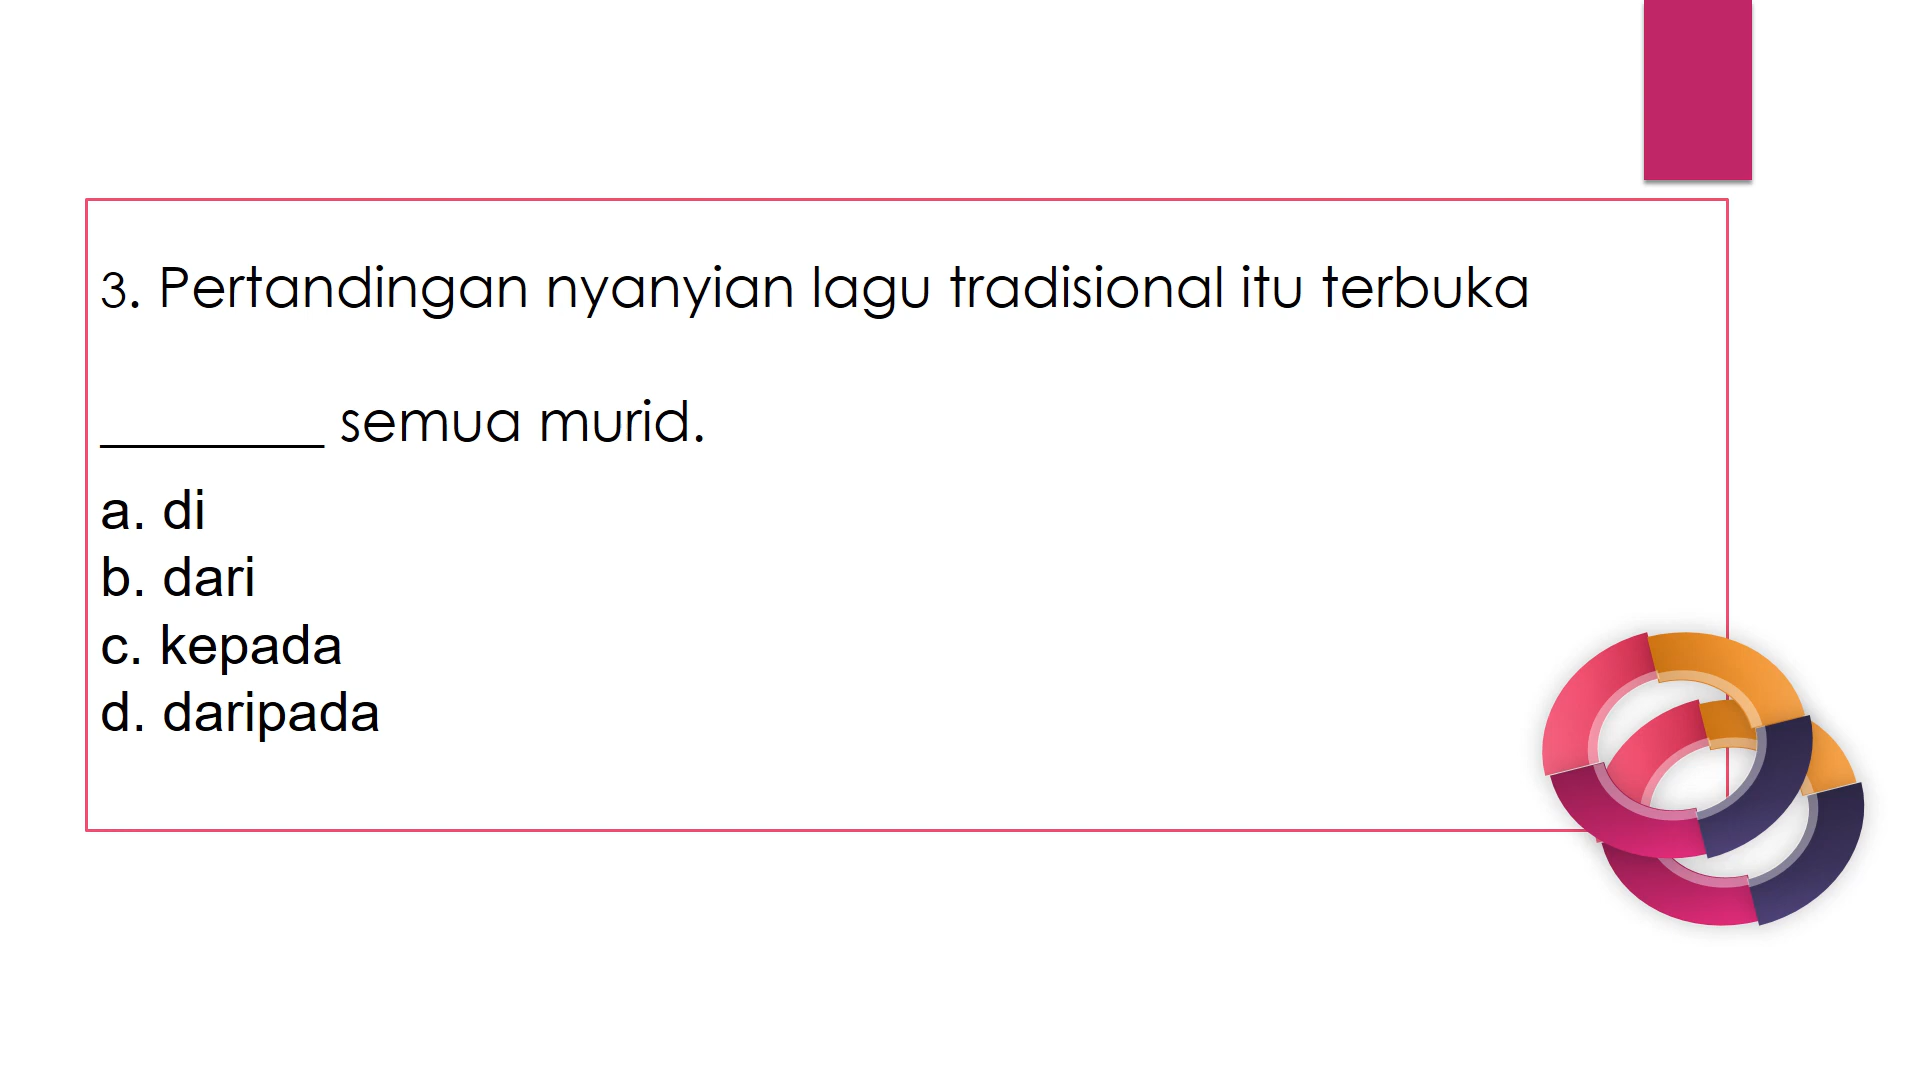 3. Pertandingan nyanyian lagu tradisional itu terbuka
________ semua murid.
a. di
b. dari
c. kepada
d. daripada